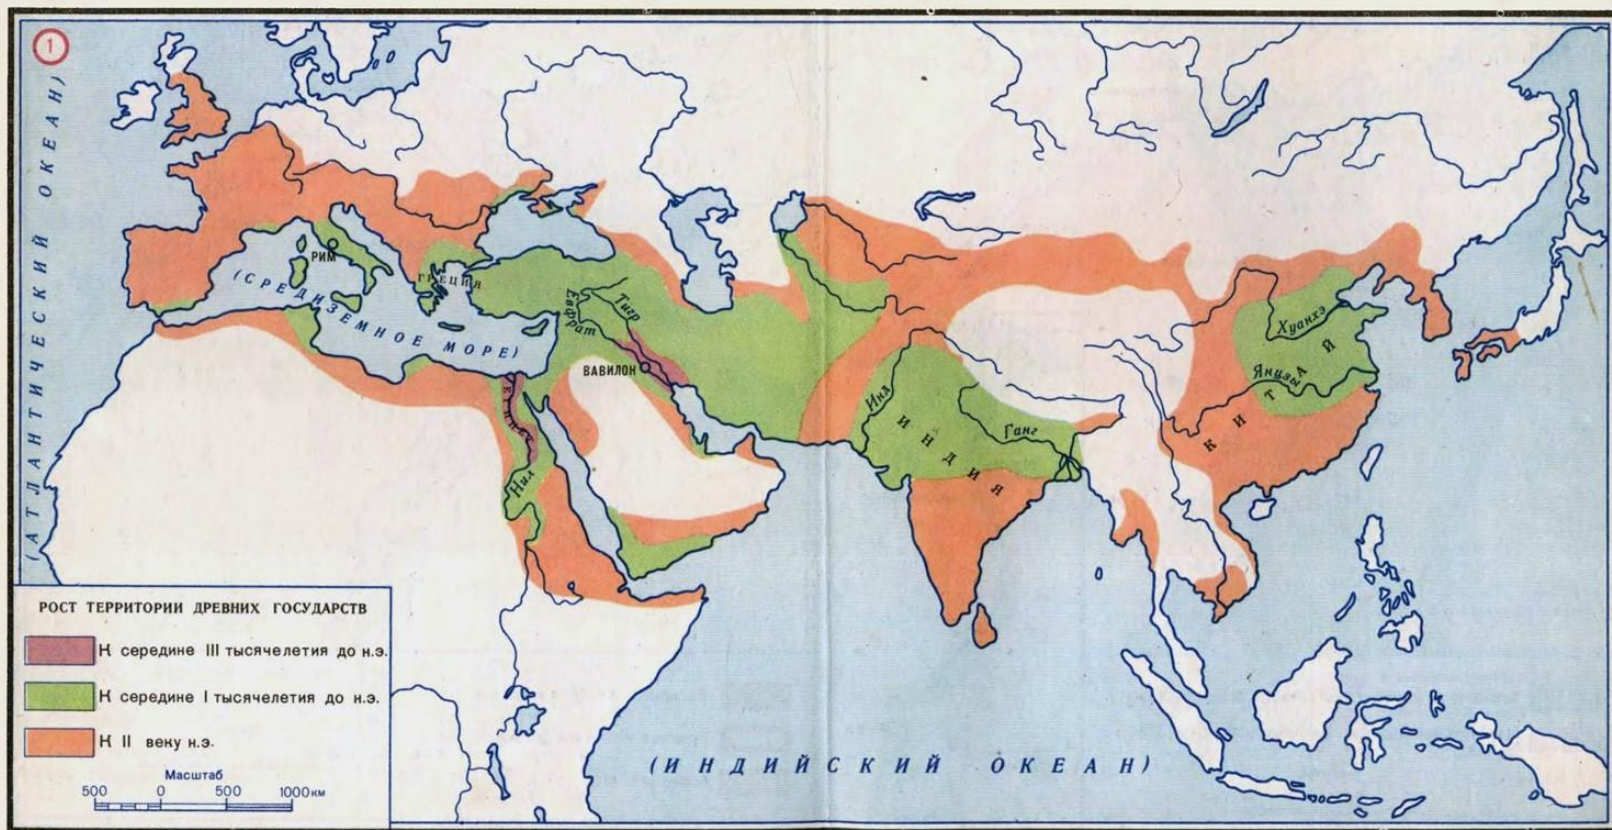 1
(АТЛАНТИЧЕСКИЙ ОКЕАН)
РИМ
ГРЕЦИЯ
(СРЕДИЗЕМНОЕ МОРЕ)
Евфрат
Тигр
ВАВИЛОН
ЕГИПЕТ
Нил
Инд
ИНДИЯ
Ганг
Хуанхэ
Янцзы
КИТАЙ
(ИНДИЙСКИЙ ОКЕАН)
РОСТ ТЕРРИТОРИИ ДРЕВНИХ ГОСУДАРСТВ
К середине III тысячелетия до н.э.
К середине I тысячелетия до н.э.
К II веку н.э.
Масштаб
500 0 500 1000км